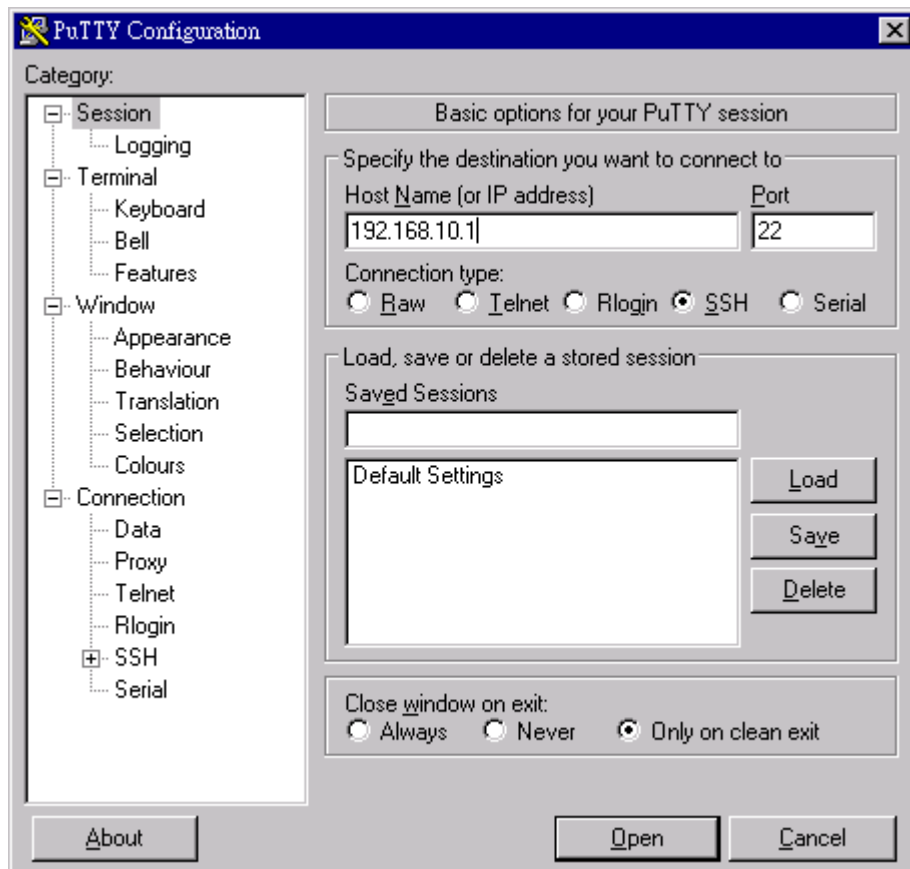 PuTTY Configuration
Category:
Session
Logging
Terminal
Keyboard
Bell
Features
Window
Appearance
Behaviour
Translation
Selection
Colours
Connection
Data
Proxy
Telnet
Rlogin
SSH
Serial
Basic options for your PuTTY session
Specify the destination you want to connect to
Host Name (or IP address) Port
192.168.10.1 22
Connection type:
Raw Telnet Rlogin SSH Serial
Load, save or delete a stored session
Saved Sessions
Default Settings
Load
Save
Delete
Close window on exit:
Always Never Only on clean exit
About Open Cancel